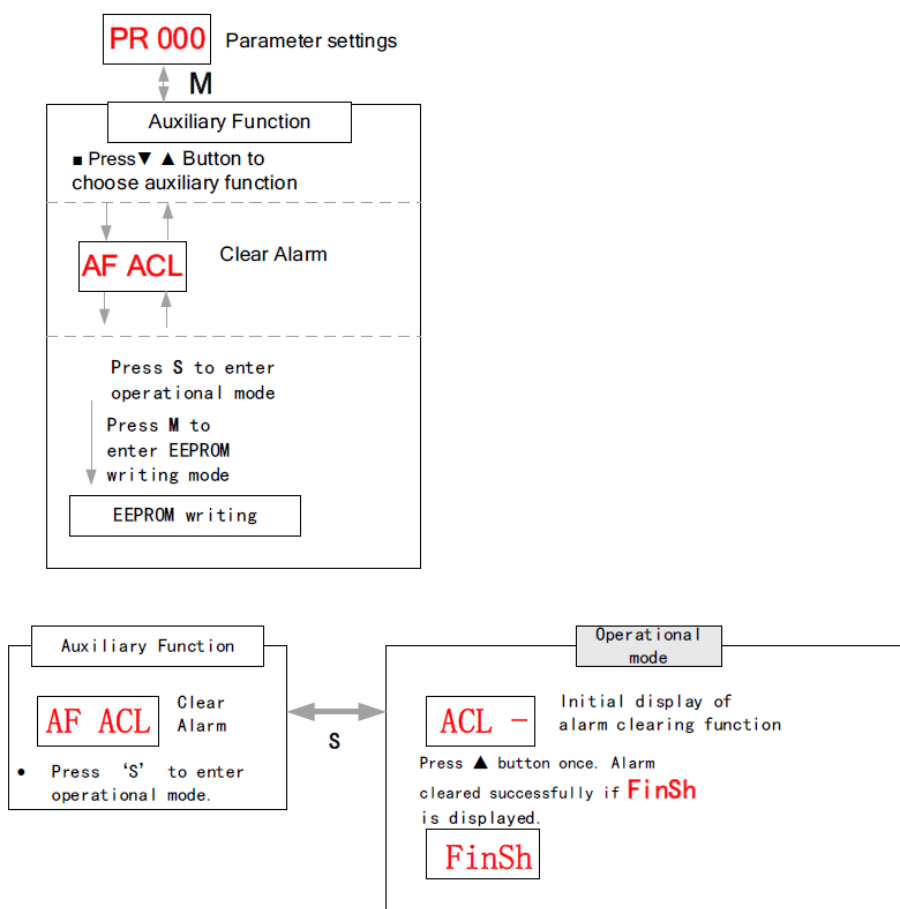 PR 000 Parameter settings
M
Auxiliary Function
■ Press▼ ▲ Button to
choose auxiliary function
AF ACL
Clear Alarm
Press S to enter
operational mode
Press M to
enter EEPROM
writing mode
EEPROM writing
Auxiliary Function
AF ACL
Clear
Alarm
• Press ‘S’ to enter
operational mode.
S
Operational
mode
ACL -
Initial display of
alarm clearing function
Press ▲ button once. Alarm
cleared successfully if FinSh
is displayed.
FinSh